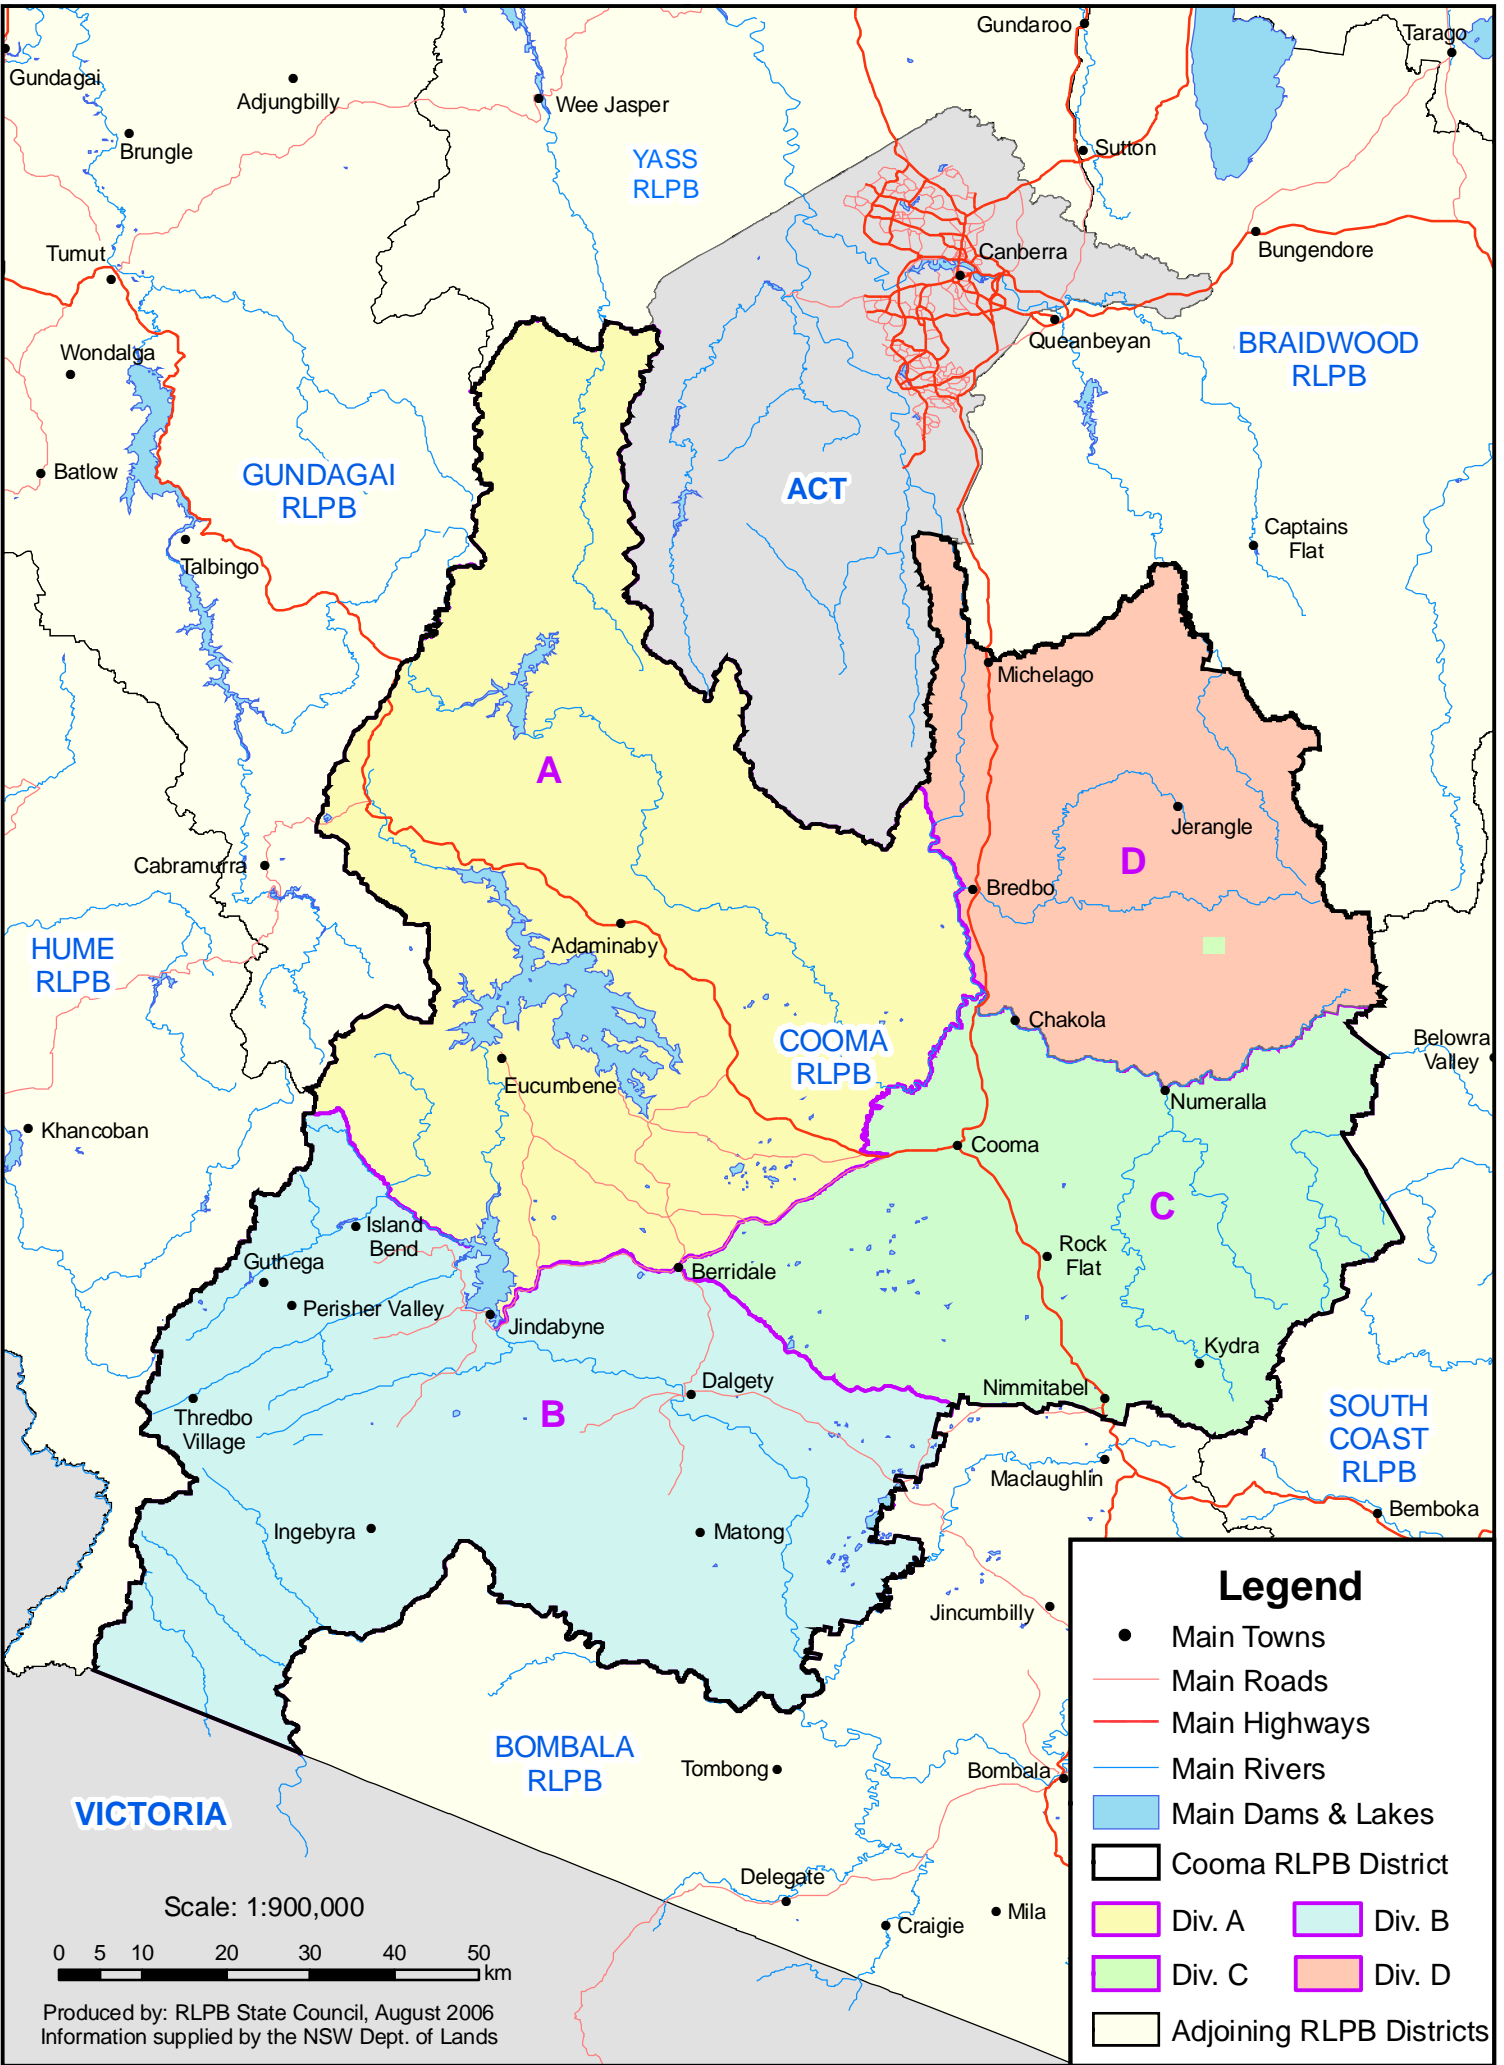 Gundaroo
Tarago
Gundagai
Adjungbilly
Wee Jasper
Brungle
Sutton
YASS
RLPB
Tumut
Canberra
Bungendore
Queanbeyan
BRAIDWOOD
RLPB
Wondalga
Batlow
GUNDAGAI
RLPB
ACT
Captains
Flat
Talbingo
Michelago
A
Jerangle
D
Cabramurra
Bredbo
HUME
RLPB
Adaminaby
Chakola
COOMA
RLPB
Belowra
Valley
Eucumbene
Numeralla
Khancoban
Cooma
C
Island
Bend
Rock
Flat
Guthega
Berridale
Perisher Valley
Jindabyne
Kydra
Dalgety
Nimmitabel
Thredbo
Village
B
SOUTH
COAST
RLPB
Maclaughlin
Bemboka
Ingebyra
Matong
Jincumbilly
BOMBALA
RLPB
Tombong
Bombala
VICTORIA
Delegate
Craigie
Mila
Legend
Main Towns
Main Roads
Main Highways
Main Rivers
Main Dams & Lakes
Cooma RLPB District
Div. A
Div. B
Div. C
Div. D
Adjoining RLPB Districts
Scale: 1:900,000
0 5 10 20 30 40 50
km
Produced by: RLPB State Council, August 2006
Information supplied by the NSW Dept. of Lands